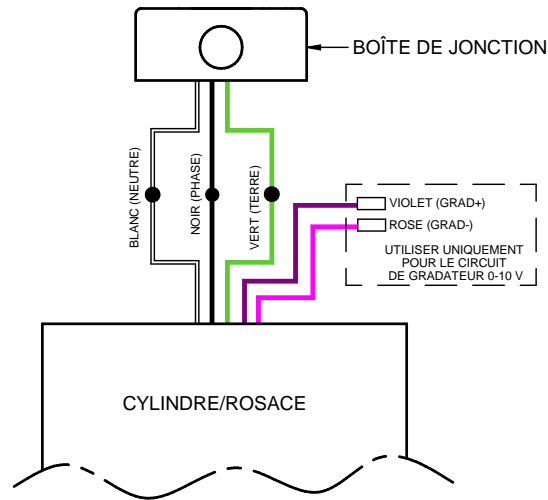 BOÎTE DE JONCTION
BLANC (NEUTRE)
NOIR (PHASE)
VERT (TERRE)
VIOLET (GRAD+)
ROSE (GRAD-)
UTILISER UNIQUEMENT
POUR LE CIRCUIT
DE GRADATEUR 0-10 V
CYLINDRE/ROSACE